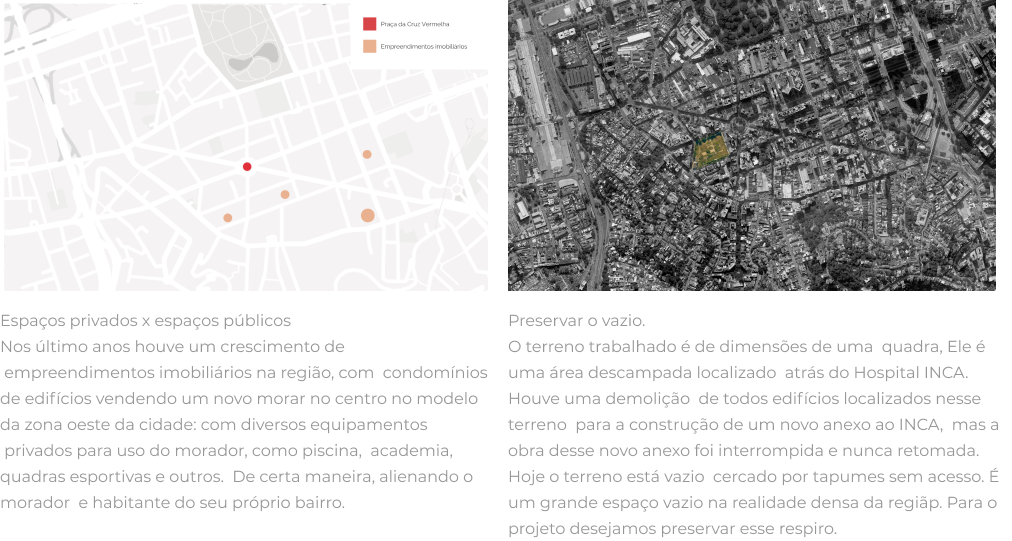 Praça da Cruz Vermelha
Empreendimentos imobiliários
Espaços privados x espaços públicos
Nos último anos houve um crescimento de
empreendimentos imobiliários na região, com condomínios
de edifícios vendendo um novo morar no centro no modelo
da zona oeste da cidade: com diversos equipamentos
privados para uso do morador, como piscina, academia,
quadras esportivas e outros. De certa maneira, alienando o
morador e habitante do seu próprio bairro.
Preservar o vazio.
O terreno trabalhado é de dimensões de uma quadra, Ele é
uma área descampada localizado atrás do Hospital INCA.
Houve uma demolição de todos edifícios localizados nesse
terreno para a construção de um novo anexo ao INCA, mas a
obra desse novo anexo foi interrompida e nunca retomada.
Hoje o terreno está vazio cercado por tapumes sem acesso. É
um grande espaço vazio na realidade densa da regiãp. Para o
projeto desejamos preservar esse respiro.